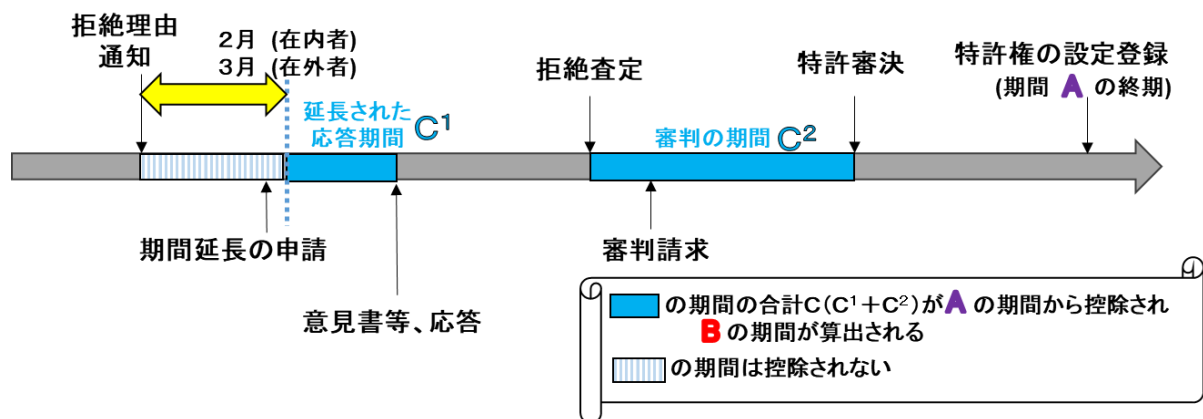 拒絶理由
通知
2月 (在内者)
3月 (在外者)
延長された
応答期間 C¹
拒絶査定
審判の期間 C²
特許審決
特許権の設定登録
(期間 A の終期)
期間延長の申請
意見書等、応答
審判請求
の期間の合計C(C¹+C²)が A の期間から控除され
B の期間が算出される
の期間は控除されない